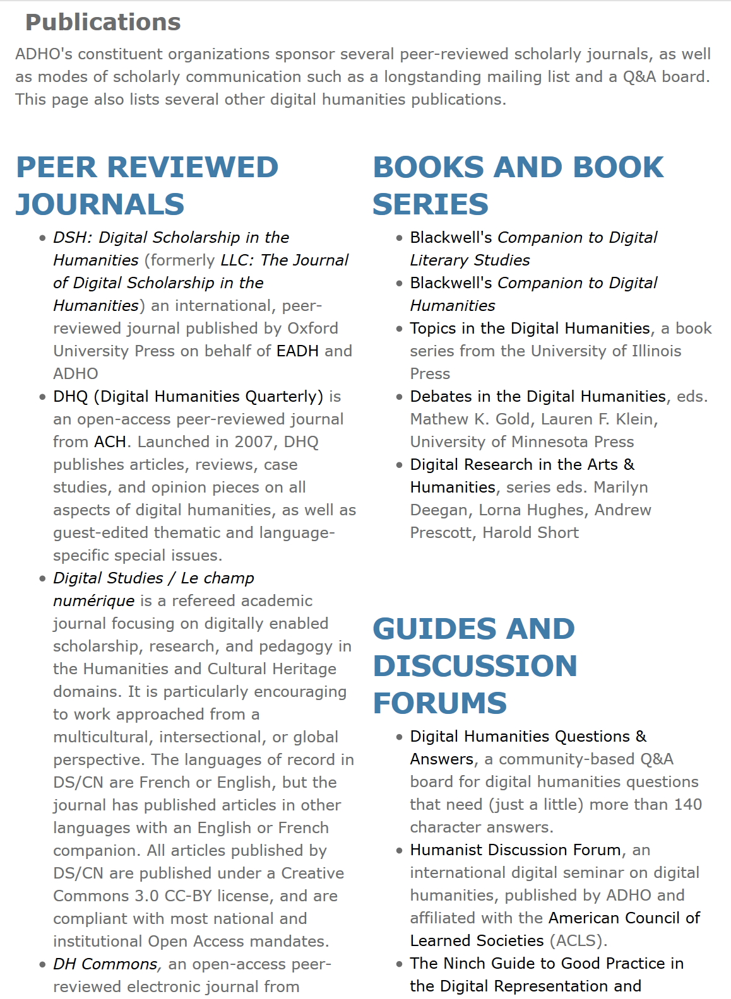 Publications
ADHO's constituent organizations sponsor several peer-reviewed scholarly journals, as well
as modes of scholarly communication such as a longstanding mailing list and a Q&A board.
This page also lists several other digital humanities publications.
PEER REVIEWED
JOURNALS
DSH: Digital Scholarship in the
Humanities (formerly LLC: The Journal
of Digital Scholarship in the
Humanities) an international, peer-
reviewed journal published by Oxford
University Press on behalf of EADH and
ADHO
DHQ (Digital Humanities Quarterly) is
an open-access peer-reviewed journal
from ACH. Launched in 2007, DHQ
publishes articles, reviews, case
studies, and opinion pieces on all
aspects of digital humanities, as well as
guest-edited thematic and language-
specific special issues.
Digital Studies / Le champ
numérique is a refereed academic
journal focusing on digitally enabled
scholarship, research, and pedagogy in
the Humanities and Cultural Heritage
domains. It is particularly encouraging
to work approached from a
multicultural, intersectional, or global
perspective. The languages of record in
DS/CN are French or English, but the
journal has published articles in other
languages with an English or French
companion. All articles published by
DS/CN are published under a Creative
Commons 3.0 CC-BY license, and are
compliant with most national and
institutional Open Access mandates.
DH Commons, an open-access peer-
reviewed electronic journal from
BOOKS AND BOOK
SERIES
Blackwell's Companion to Digital
Literary Studies
Blackwell's Companion to Digital
Humanities
Topics in the Digital Humanities, a book
series from the University of Illinois
Press
Debates in the Digital Humanities, eds.
Mathew K. Gold, Lauren F. Klein,
University of Minnesota Press
Digital Research in the Arts &
Humanities, series eds. Marilyn
Deegan, Lorna Hughes, Andrew
Prescott, Harold Short
GUIDES AND
DISCUSSION
FORUMS
Digital Humanities Questions &
Answers, a community-based Q&A
board for digital humanities questions
that need (just a little) more than 140
character answers.
Humanist Discussion Forum, an
international digital seminar on digital
humanities, published by ADHO and
affiliated with the American Council of
Learned Societies (ACLS).
The Ninch Guide to Good Practice in
the Digital Representation and